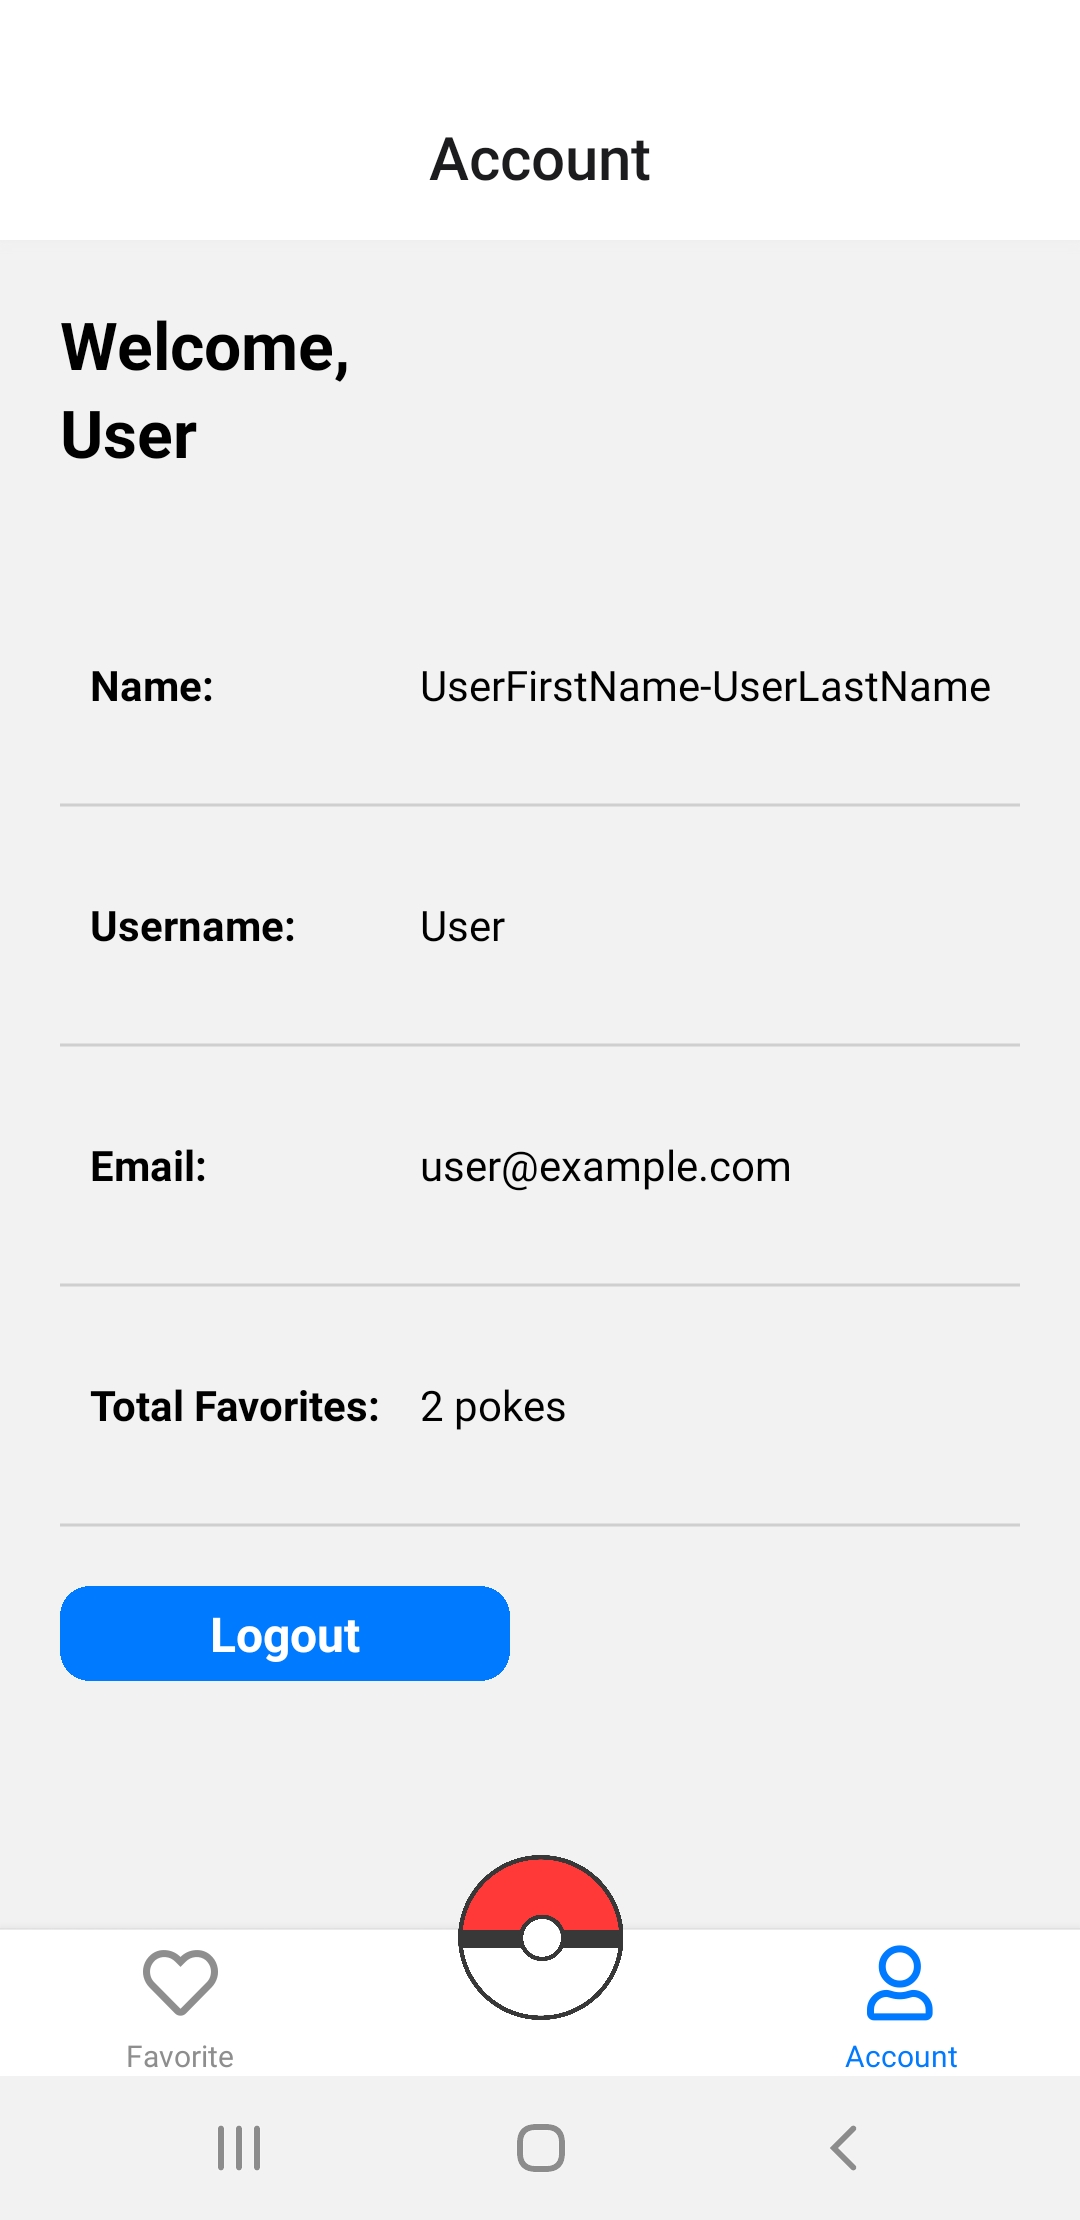 Account
Welcome,
User
Name: UserFirstName-UserLastName
Username: User
Email: user@example.com
Total Favorites: 2 pokes
Logout
Favorite Account